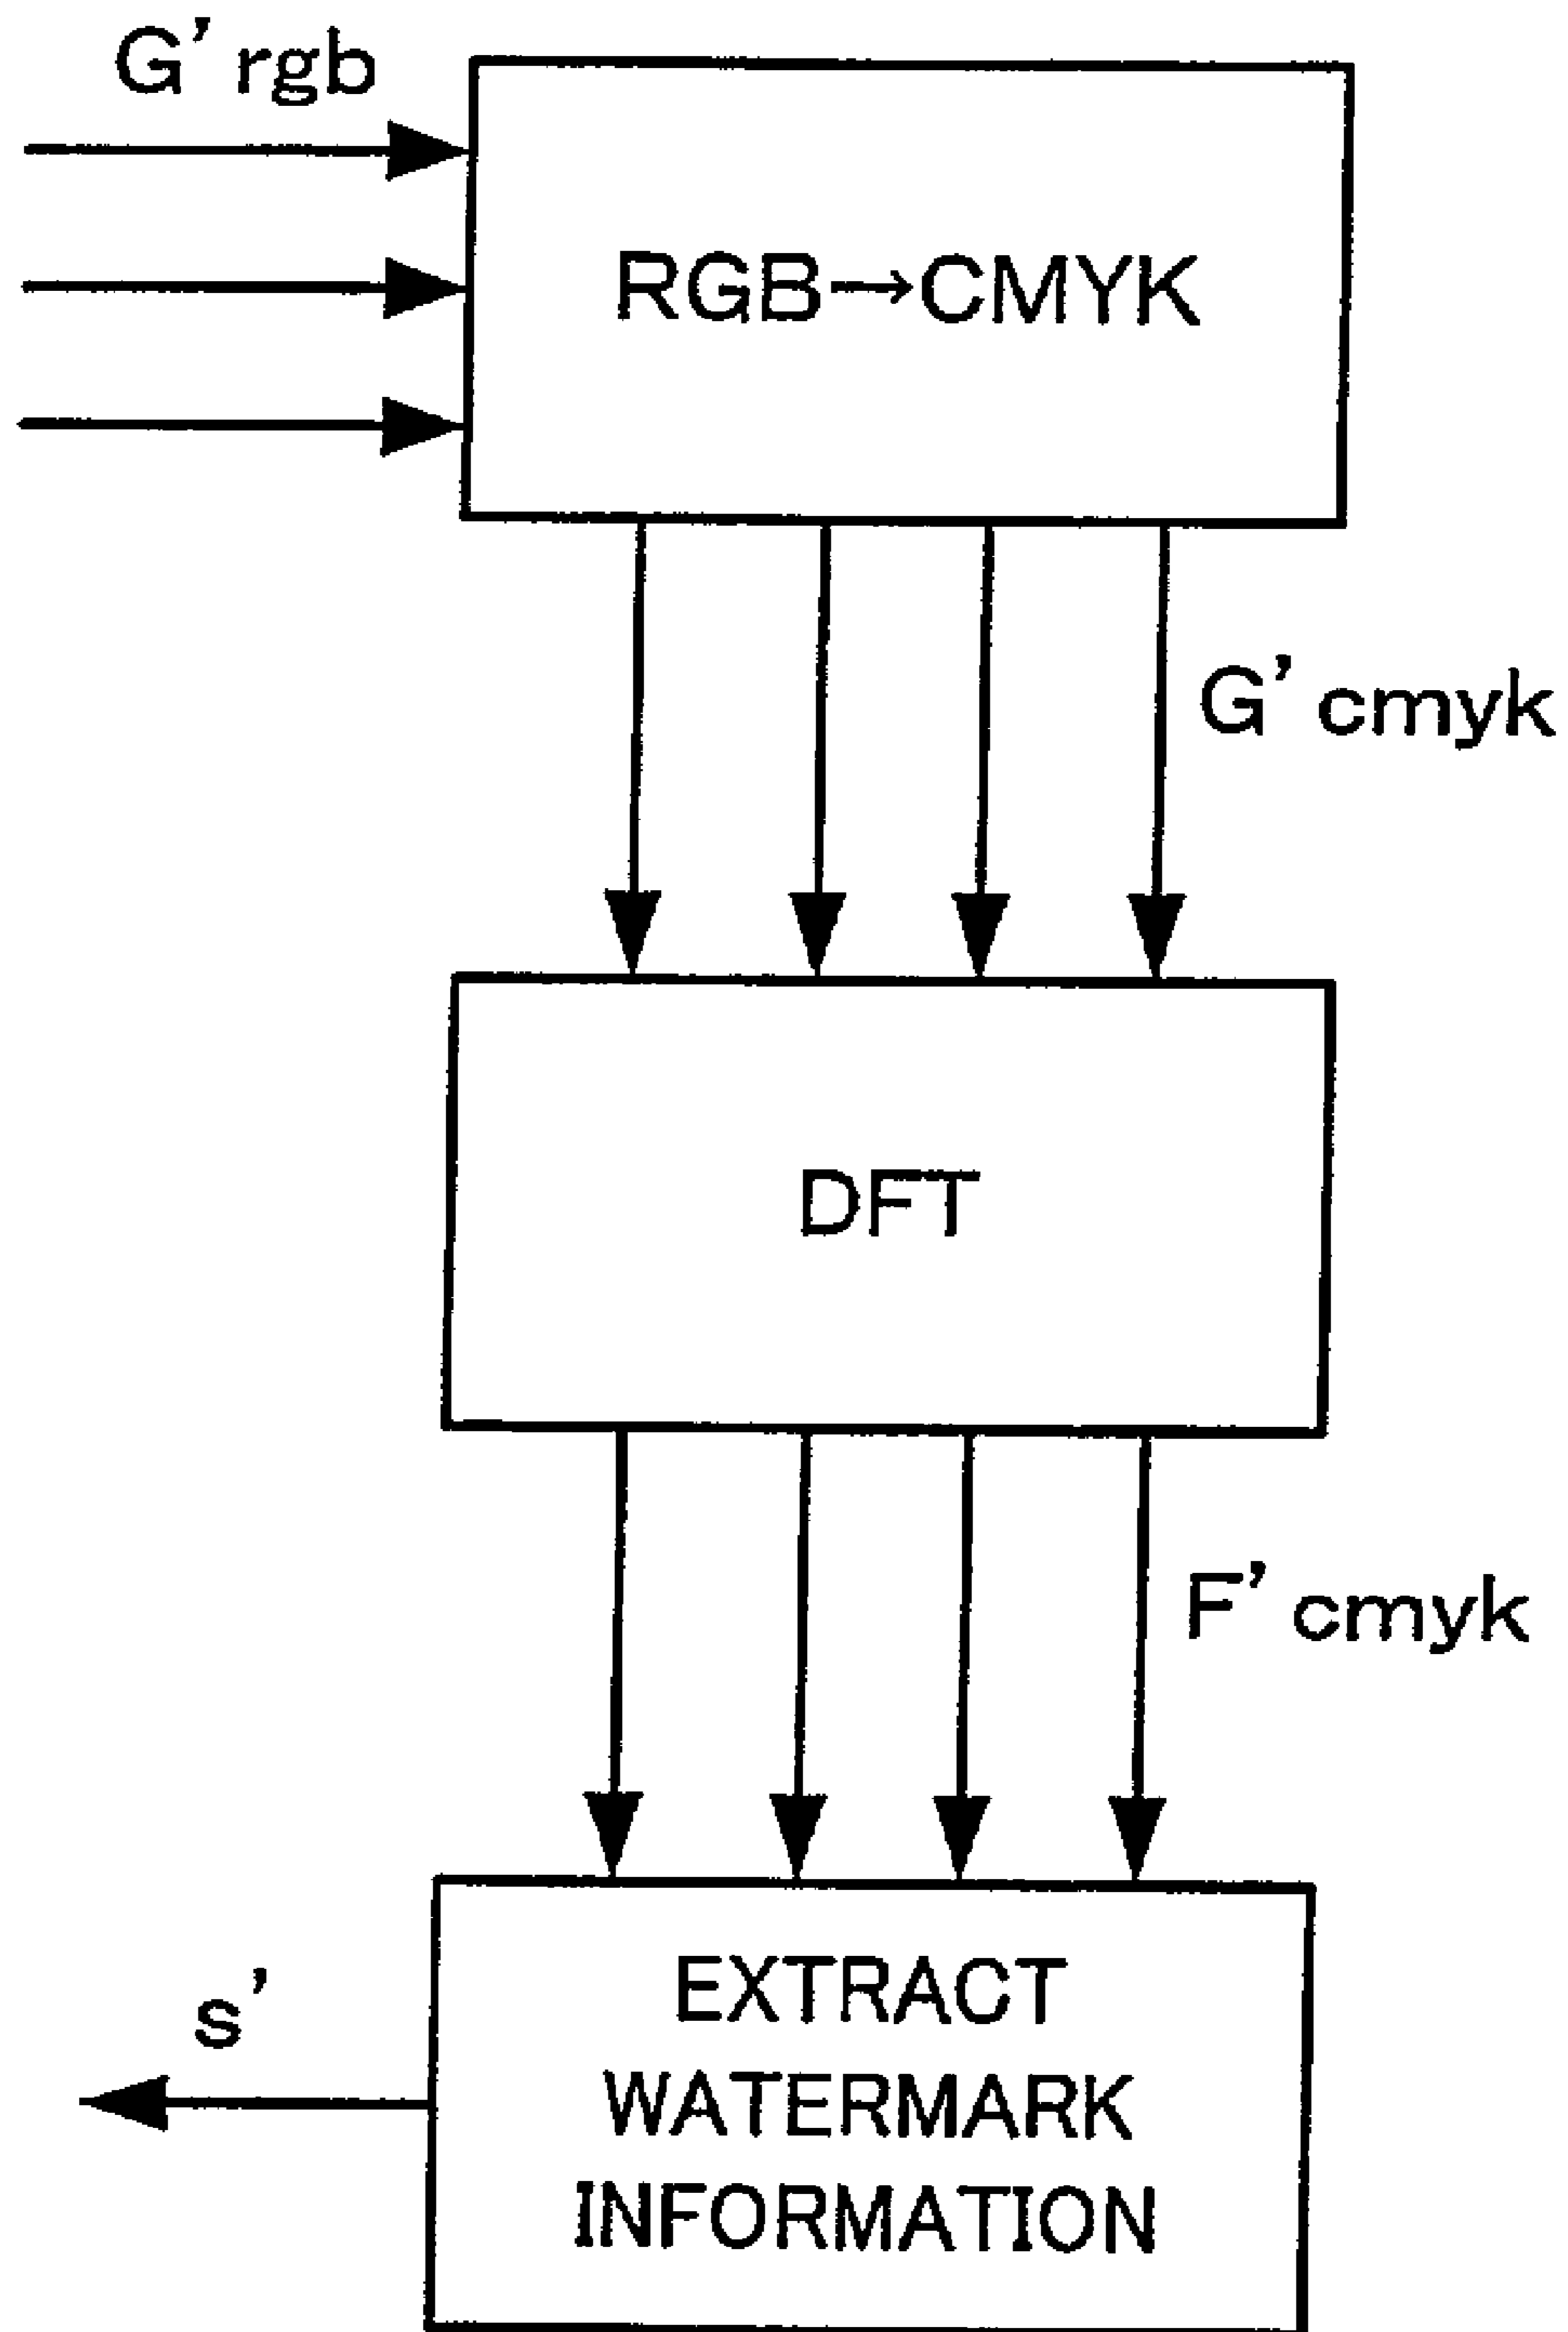 G' rgb
RGB→CMYK
G' cmyk
DFT
F' cmyk
EXTRACT
WATERMARK
INFORMATION
s'